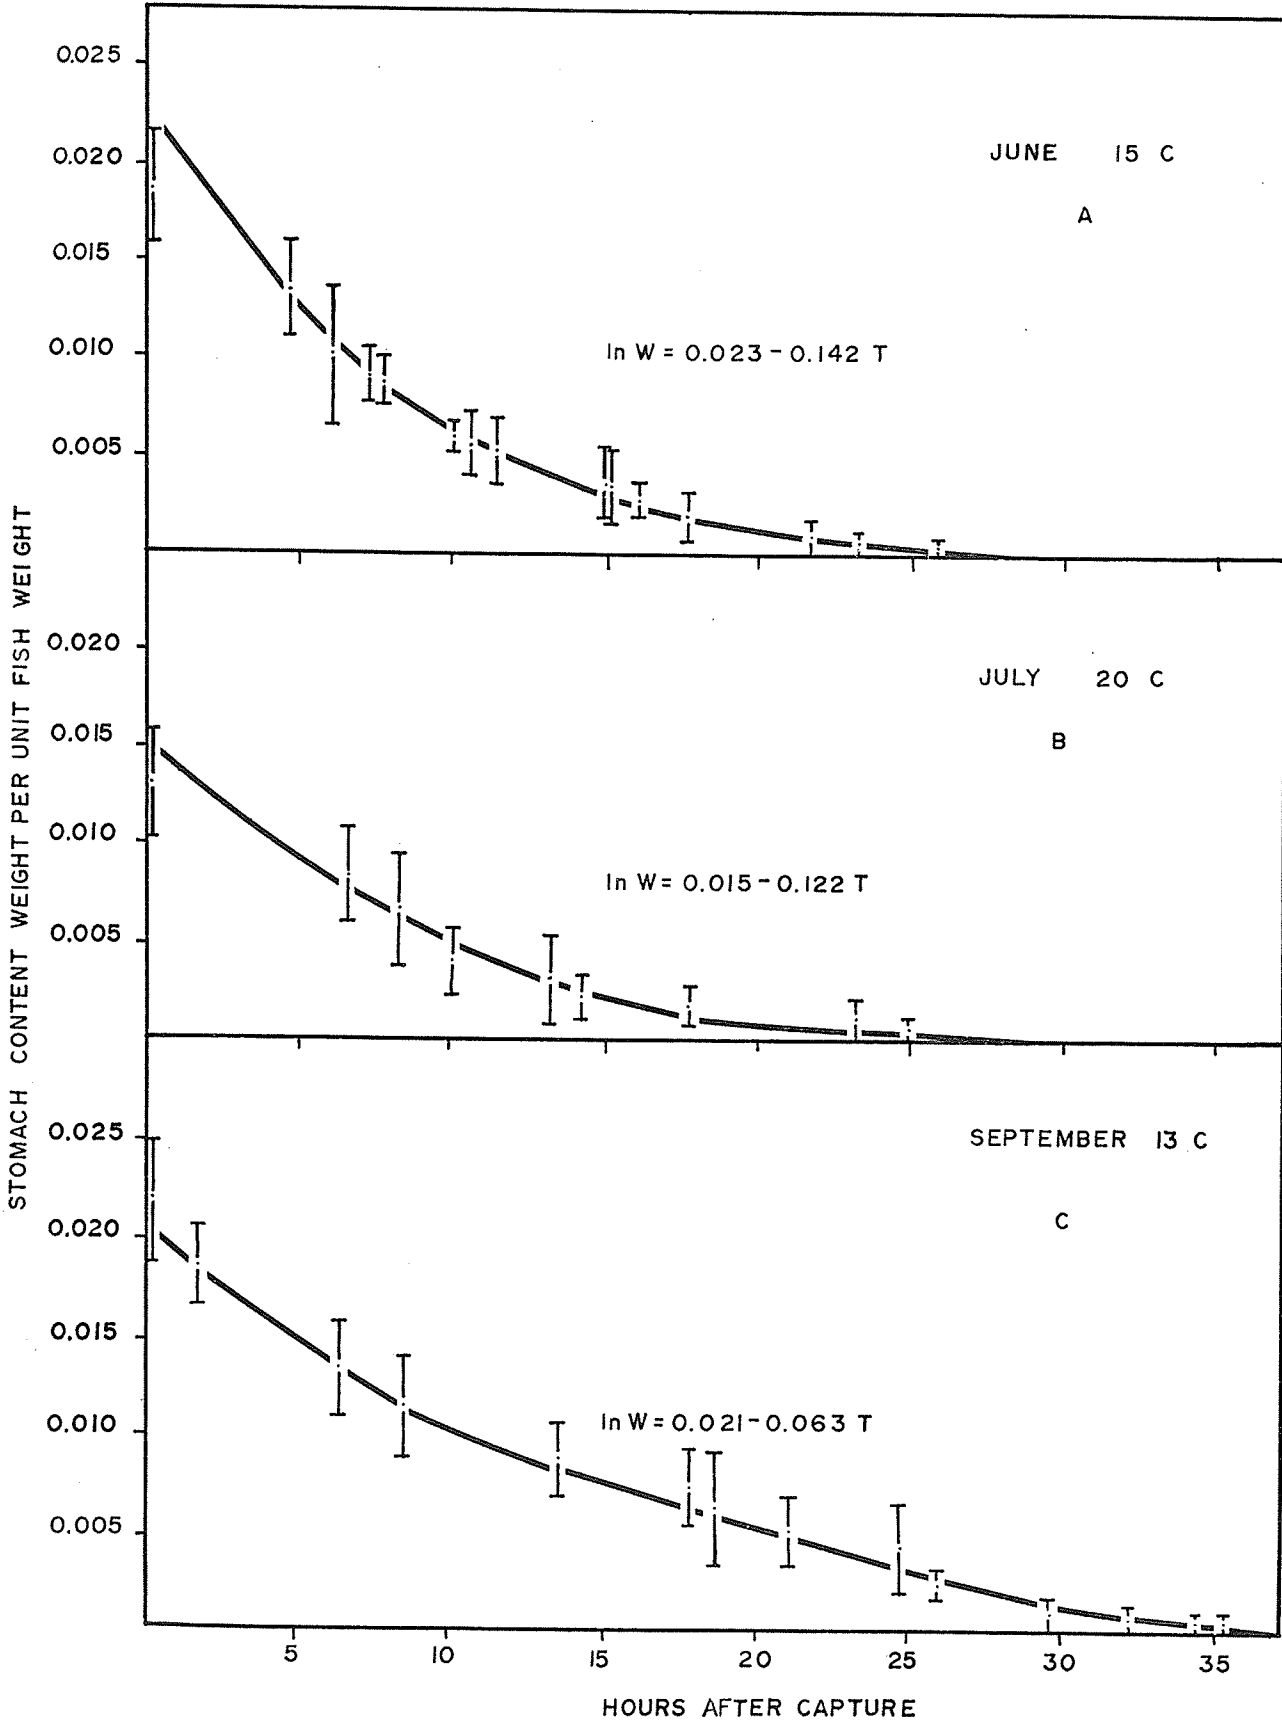 STOMACH CONTENT WEIGHT PER UNIT FISH WEIGHT
0.025
0.020
0.015
0.010
0.005
JUNE 15 C
A
ln W = 0.023 - 0.142 T
0.020
0.015
0.010
0.005
JULY 20 C
B
ln W = 0.015 - 0.122 T
0.025
0.020
0.015
0.010
0.005
SEPTEMBER 13 C
C
ln W = 0.021 - 0.063 T
5 10 15 20 25 30 35
HOURS AFTER CAPTURE